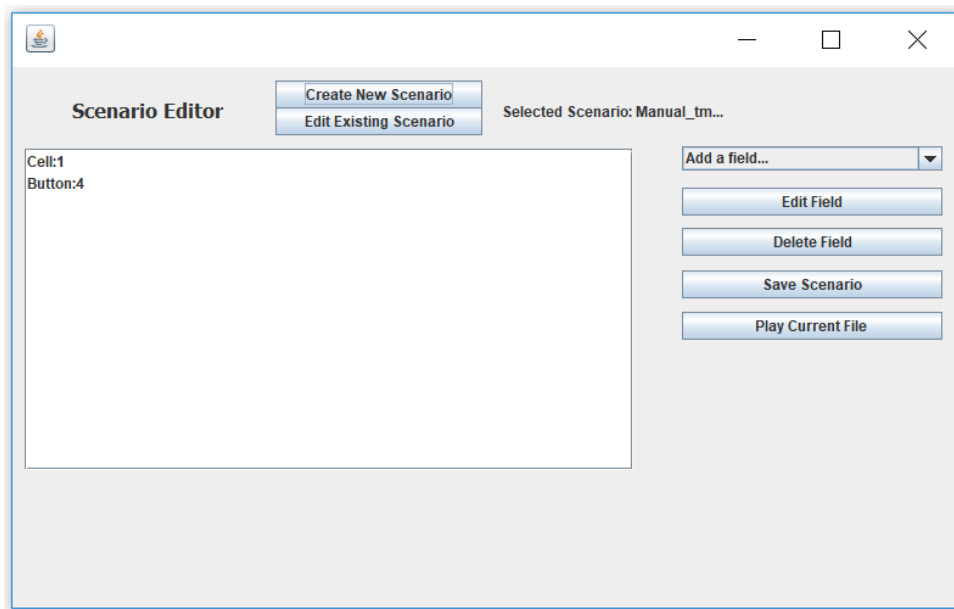 Scenario Editor
Create New Scenario
Edit Existing Scenario
Selected Scenario: Manual_tm...
Cell:1
Button:4
Add a field...
Edit Field
Delete Field
Save Scenario
Play Current File